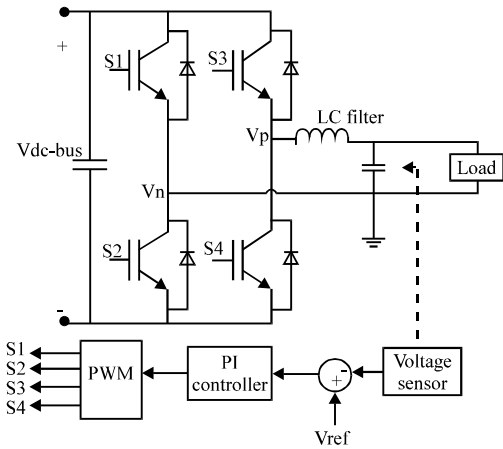 +
S1
S3
LC filter
Vp
Vdc-bus
Load
Vn
S2
S4
-
S1
S2
S3
S4
PWM
PI
controller
+
-
Voltage
sensor
Vref